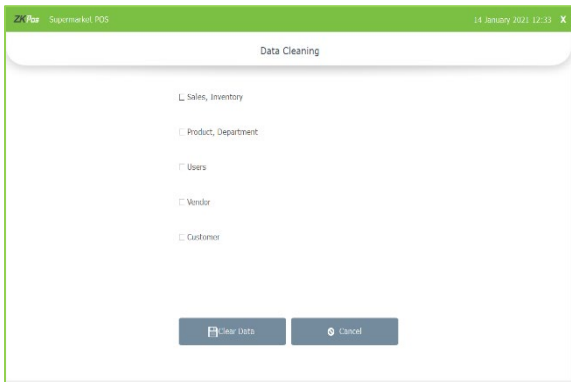 ZKPos Supermarket POS 14 January 2021 12:33 X
Data Cleaning
Sales, Inventory
Product, Department
Users
Vendor
Customer
Clear Data Cancel